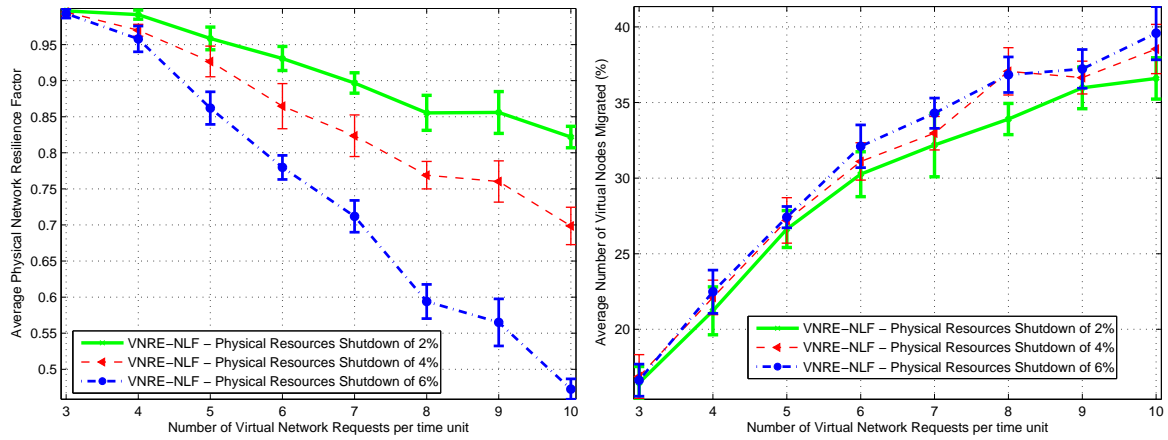 Average Physical Network Resilience Factor
0.95
0.9
0.85
0.8
0.75
0.7
0.65
0.6
0.55
0.5
VNRE−NLF − Physical Resources Shutdown of 2%
VNRE−NLF − Physical Resources Shutdown of 4%
VNRE−NLF − Physical Resources Shutdown of 6%
3 4 5 6 7 8 9 10
Number of Virtual Network Requests per time unit
Average Number of Virtual Nodes Migrated (%)
40
35
30
25
20
VNRE−NLF − Physical Resources Shutdown of 2%
VNRE−NLF − Physical Resources Shutdown of 4%
VNRE−NLF − Physical Resources Shutdown of 6%
3 4 5 6 7 8 9 10
Number of Virtual Network Requests per time unit